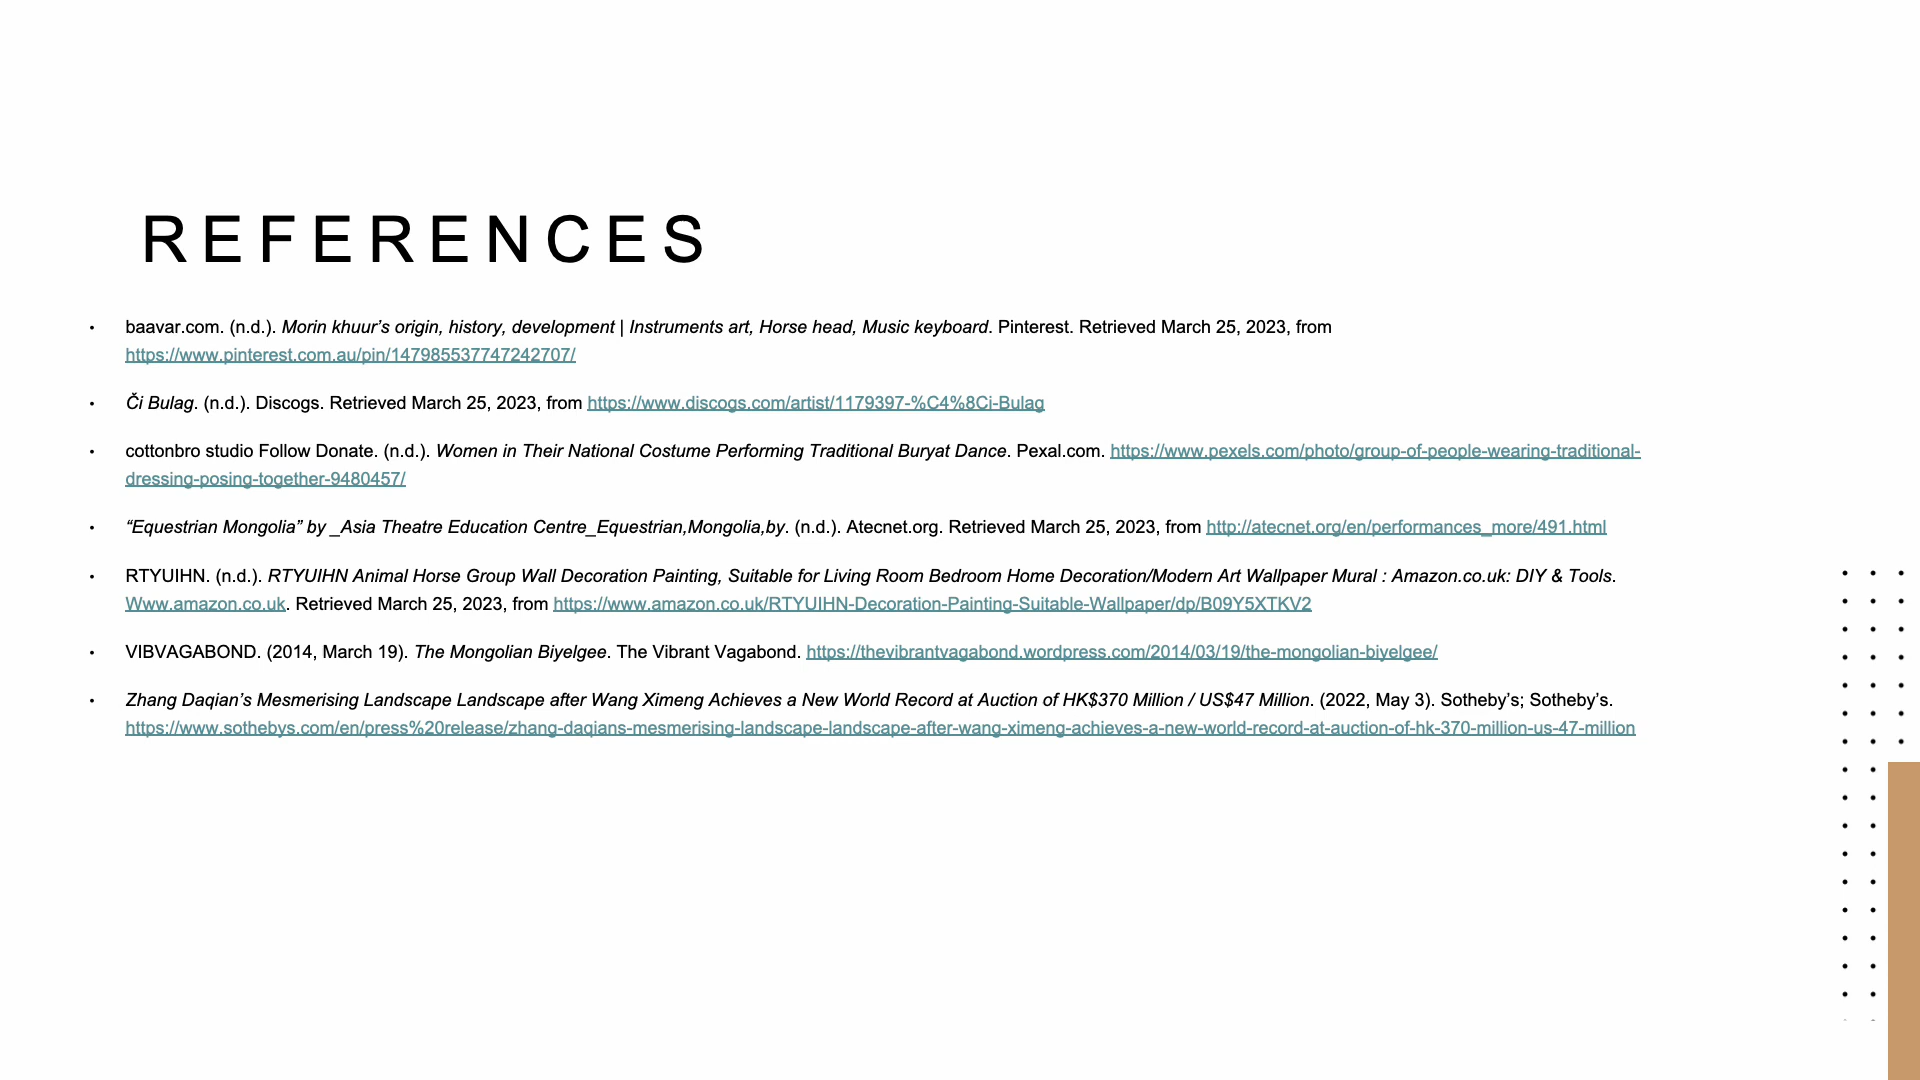 REFERENCES
• baavar.com. (n.d.). Morin khuur’s origin, history, development | Instruments art, Horse head, Music keyboard. Pinterest. Retrieved March 25, 2023, from
https://www.pinterest.com.au/pin/147985537747242707/
• Či Bulag. (n.d.). Discogs. Retrieved March 25, 2023, from https://www.discogs.com/artist/1179397-%C4%8Ci-Bulag
• cottonbro studio Follow Donate. (n.d.). Women in Their National Costume Performing Traditional Buryat Dance. Pexal.com. https://www.pexels.com/photo/group-of-people-wearing-traditional-
dressing-posing-together-9480457/
• “Equestrian Mongolia” by _Asia Theatre Education Centre_Equestrian,Mongolia,by. (n.d.). Atecnet.org. Retrieved March 25, 2023, from http://atecnet.org/en/performances_more/491.html
• RTYUIHN. (n.d.). RTYUIHN Animal Horse Group Wall Decoration Painting, Suitable for Living Room Bedroom Home Decoration/Modern Art Wallpaper Mural : Amazon.co.uk: DIY & Tools.
Www.amazon.co.uk. Retrieved March 25, 2023, from https://www.amazon.co.uk/RTYUIHN-Decoration-Painting-Suitable-Wallpaper/dp/B09Y5XTKV2
• VIBVAGABOND. (2014, March 19). The Mongolian Biyelgee. The Vibrant Vagabond. https://thevibrantvagabond.wordpress.com/2014/03/19/the-mongolian-biyelgee/
• Zhang Daqian’s Mesmerising Landscape Landscape after Wang Ximeng Achieves a New World Record at Auction of HK$370 Million / US$47 Million. (2022, May 3). Sotheby’s; Sotheby’s.
https://www.sothebys.com/en/press%20release/zhang-daqians-mesmerising-landscape-landscape-after-wang-ximeng-achieves-a-new-world-record-at-auction-of-hk-370-million-us-47-million